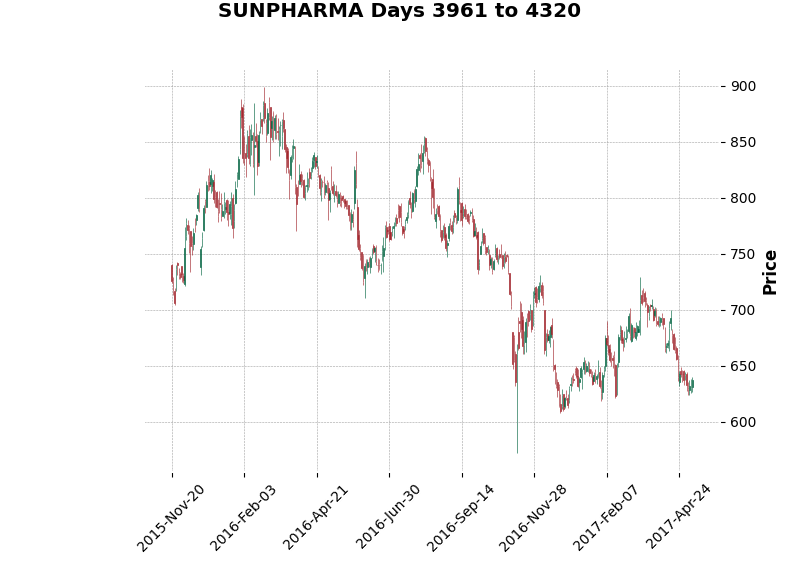 SUNPHARMA Days 3961 to 4320
900
850
800
750
700
650
600
Price
2015-Nov-20
2016-Feb-03
2016-Apr-21
2016-Jun-30
2016-Sep-14
2016-Nov-28
2017-Feb-07
2017-Apr-24